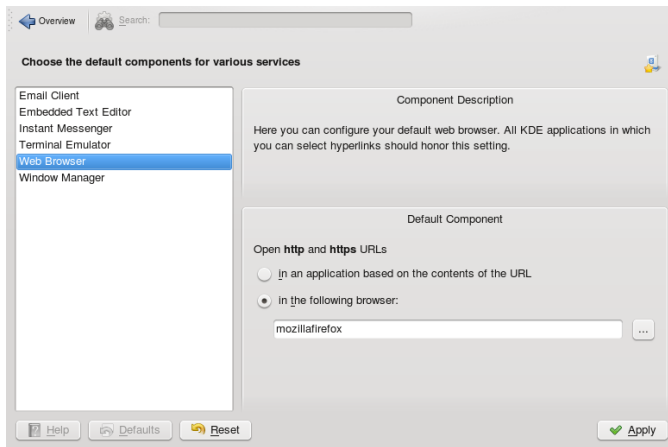 Overview
Search:
Choose the default components for various services
Email Client
Embedded Text Editor
Instant Messenger
Terminal Emulator
Web Browser
Window Manager
Component Description
Here you can configure your default web browser. All KDE applications in which
you can select hyperlinks should honor this setting.
Default Component
Open http and https URLs
in an application based on the contents of the URL
in the following browser:
mozillafirefox
...
Help
Defaults
Reset
Apply